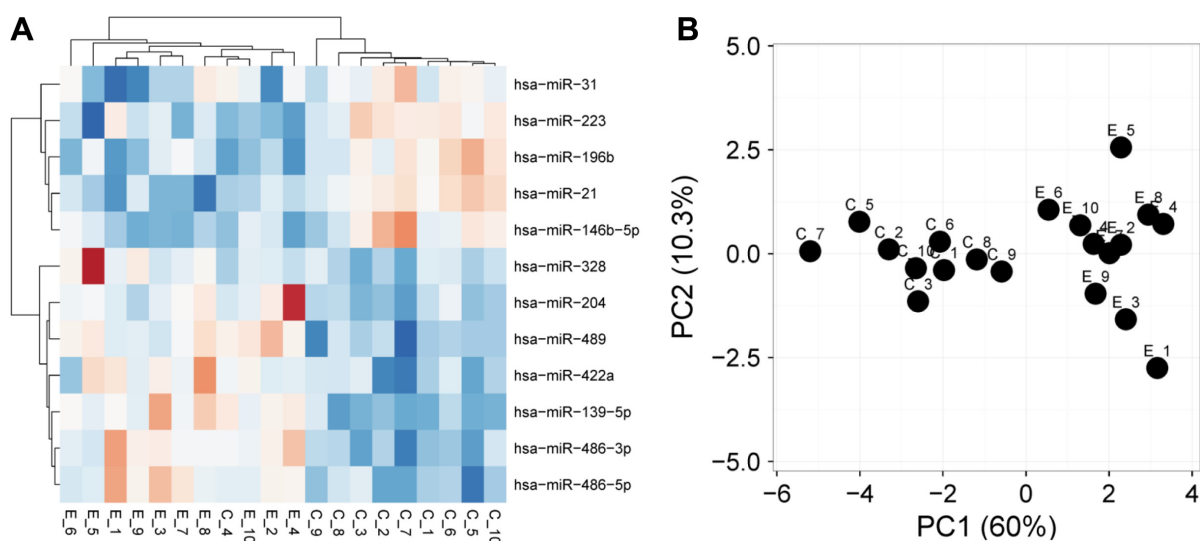 A
hsa−miR−31
hsa−miR−223
hsa−miR−196b
hsa−miR−21
hsa−miR−146b−5p
hsa−miR−328
hsa−miR−204
hsa−miR−489
hsa−miR−422a
hsa−miR−139−5p
hsa−miR−486−3p
hsa−miR−486−5p
E_6
E_5
E_1
E_9
E_3
E_7
E_8
C_4
E_10
E_2
E_4
C_9
C_8
C_3
C_2
C_7
C_1
C_6
C_5
C_10
B
5.0
2.5
0.0
−2.5
−5.0
PC2 (10.3%)
E_5
E_6
E_8
E_10
E_2
C_5
C_7
C_2
C_6
C_10
C_8
C_9
C_3
E_9
E_3
E_1
−6
−4
−2
0
2
4
PC1 (60%)